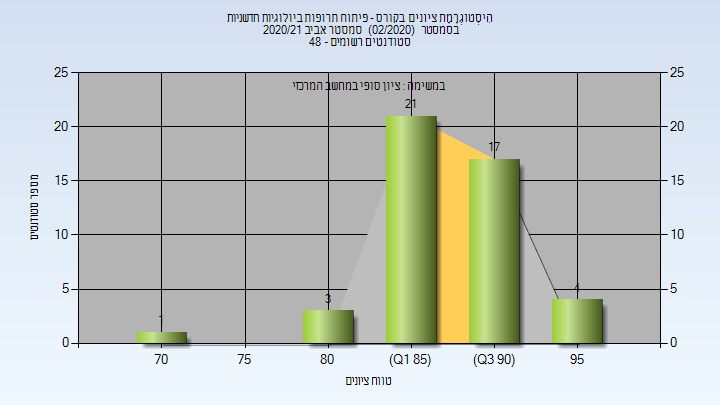 היסטוגרמת ציונים בקורס - פיתוח תרופות ביולוגיות חדשניות
בסמסטר (02/2020) סמסטר אביב 2020/21
סטודנטים רשומים - 48
במשימה : ציון סופי במחשב המרכזי
25 25
20 20
15 15
10 10
5 5
0 0
מספר סטודנטים
1
3
21
17
4
70 75 80 (Q1 85) (Q3 90) 95
טווח ציונים